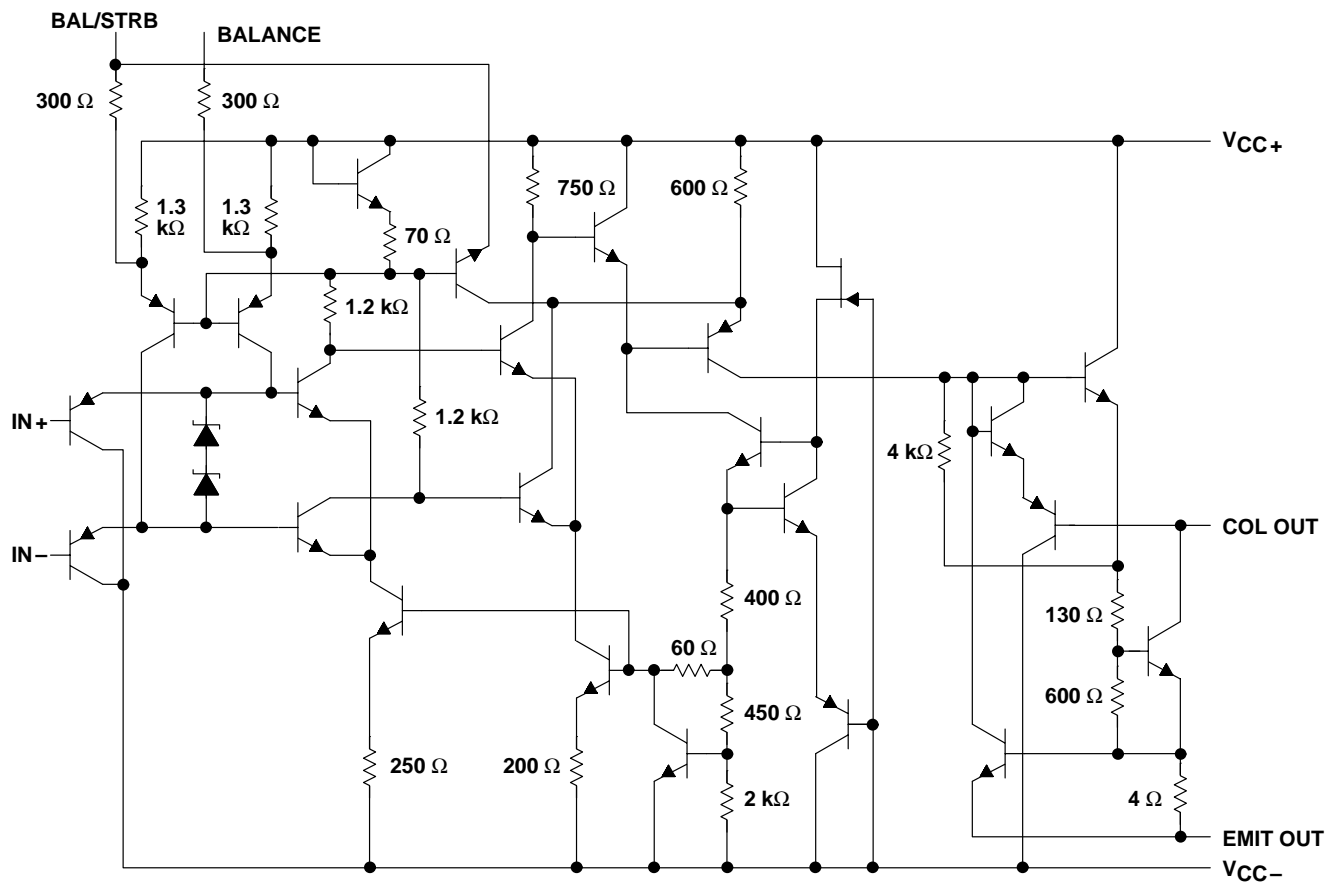 BAL/STRB
BALANCE
300 Ω
300 Ω
VCC+
1.3
kΩ
1.3
kΩ
70 Ω
750 Ω
600 Ω
1.2 kΩ
IN+
1.2 kΩ
4 kΩ
IN−
COL OUT
400 Ω
130 Ω
60 Ω
600 Ω
450 Ω
250 Ω
200 Ω
2 kΩ
4 Ω
EMIT OUT
VCC−